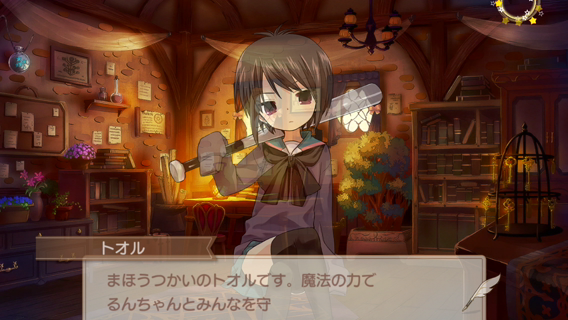 トオル
まほうつかいのトオルです。魔法の力で
るんちゃんとみんなを守